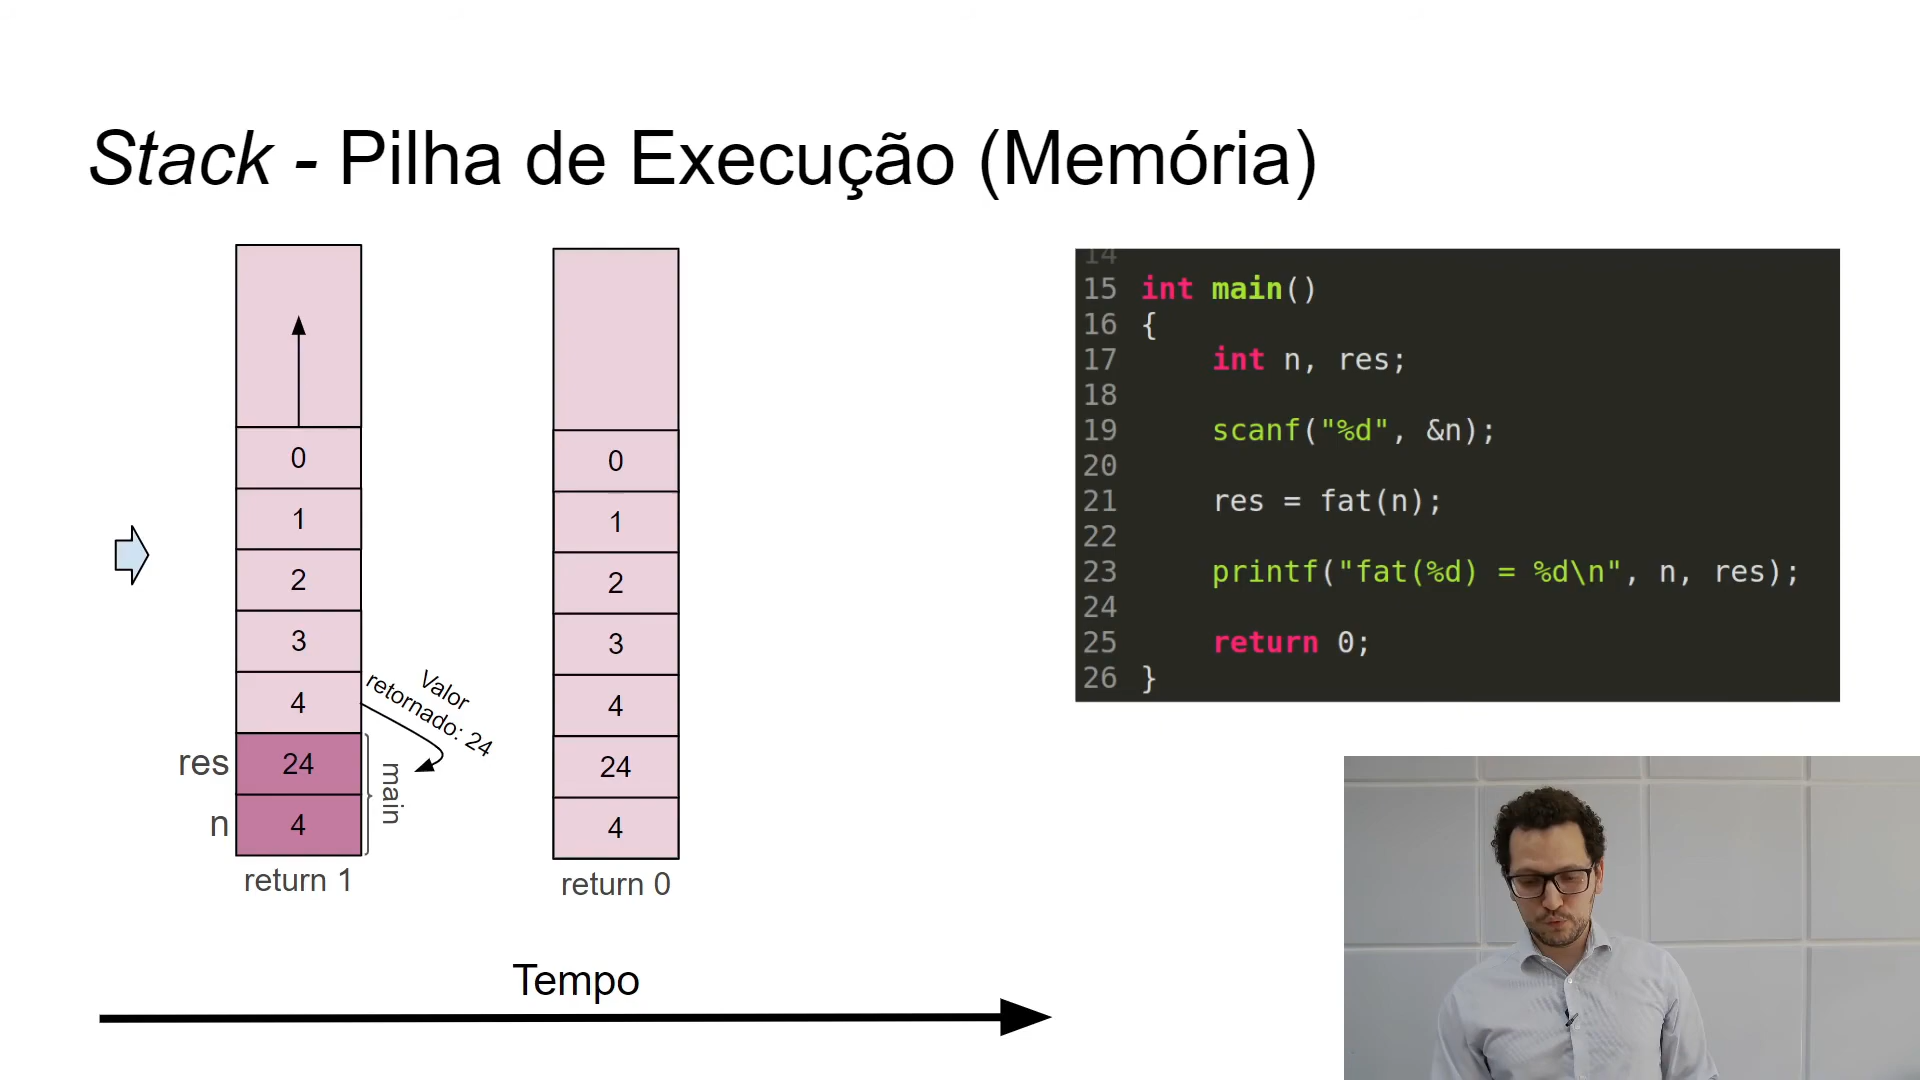 Stack - Pilha de Execução (Memória)
0
1
2
3
4
res 24
n 4
main
return 1
Valor
retornado: 24
0
1
2
3
4
24
4
return 0
Tempo
14
15 int main()
16 {
17 int n, res;
18
19 scanf("%d", &n);
20
21 res = fat(n);
22
23 printf("fat(%d) = %d\n", n, res);
24
25 return 0;
26 }